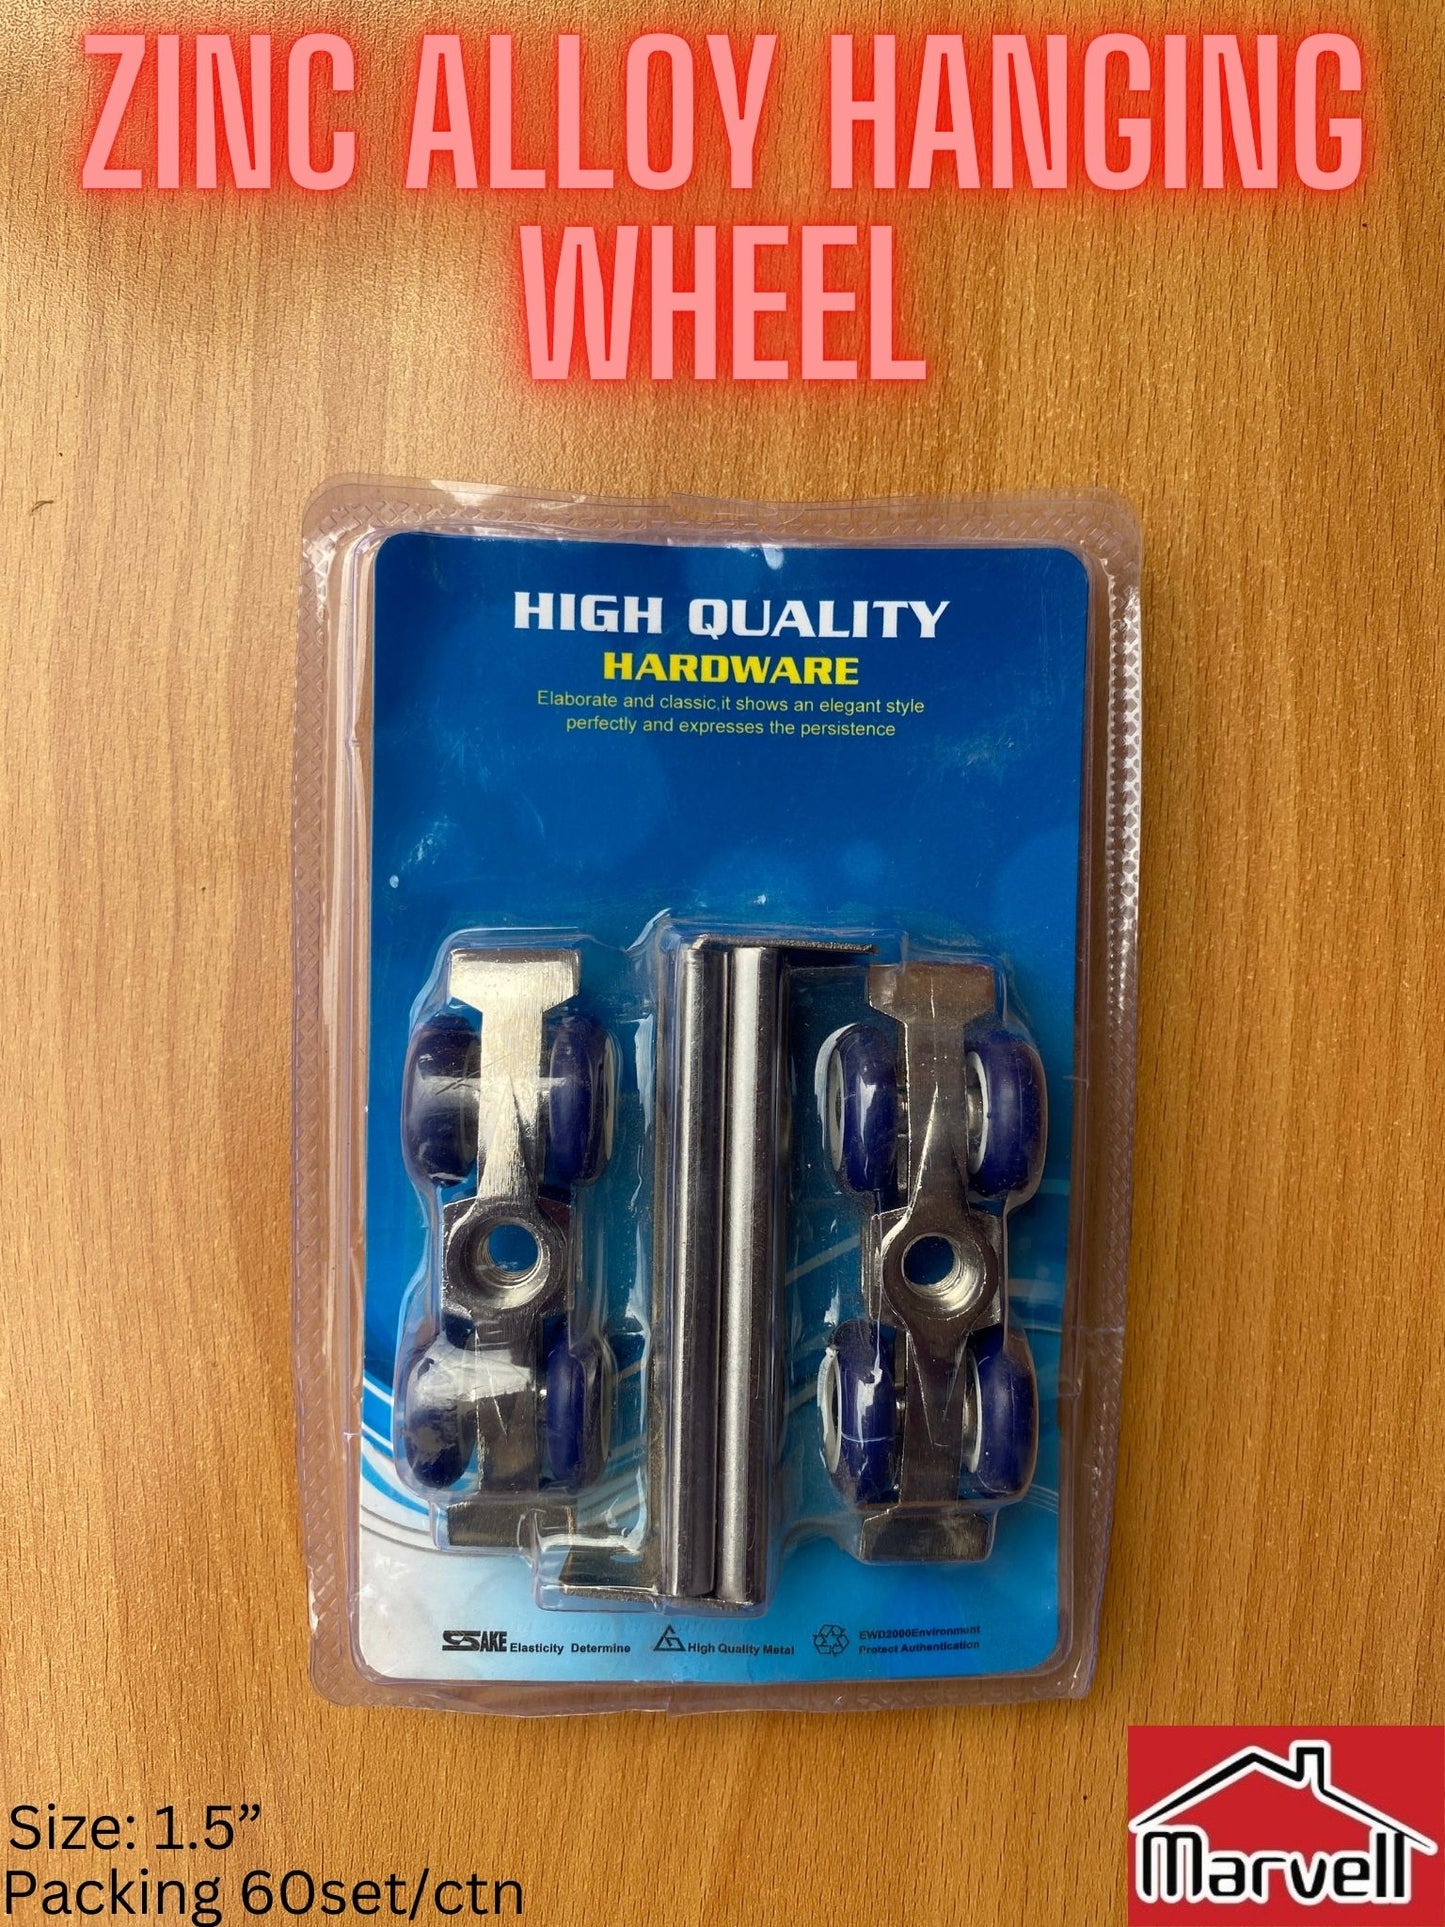 ZINC ALLOY HANGING
WHEEL
HIGH QUALITY
HARDWARE
Elaborate and classic,it shows an elegant style
perfectly and expresses the persistence
SAKE Elasticity Determine
High Quality Metal
EWD2000Environment
Protect Authentication
Size: 1.5”
Packing 60set/ctn
Marvell